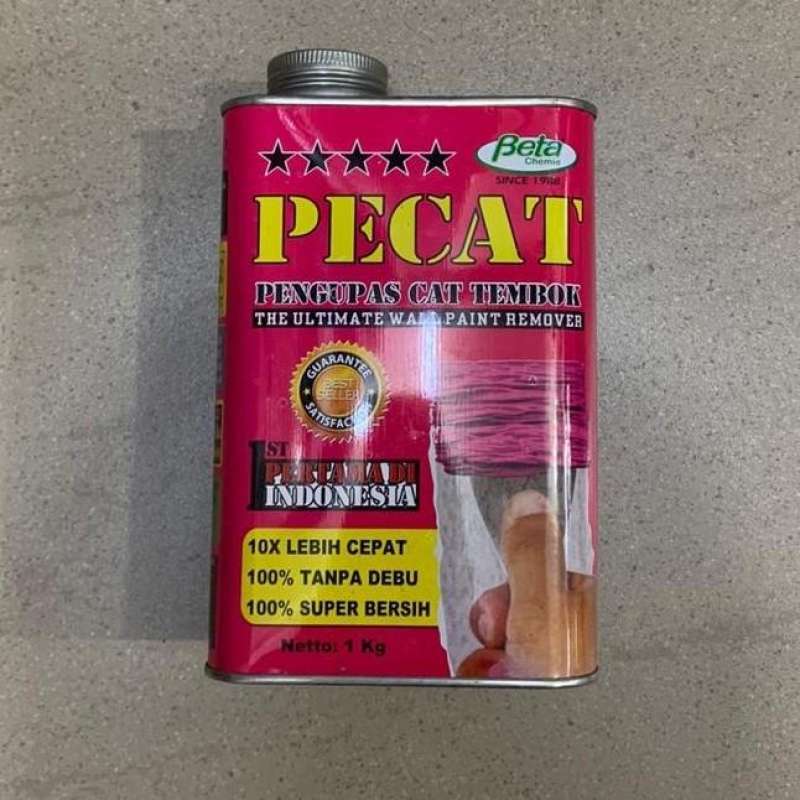 Beta
Chemie
SINCE 1988
PECAT
PENGUPAS CAT TEMBOK
THE ULTIMATE WALL PAINT REMOVER
GUARANTEE
BEST
SELLER
SATISFACTION
1ST
PERTAMA DI
INDONESIA
10X LEBIH CEPAT
100% TANPA DEBU
100% SUPER BERSIH
Netto: 1 Kg